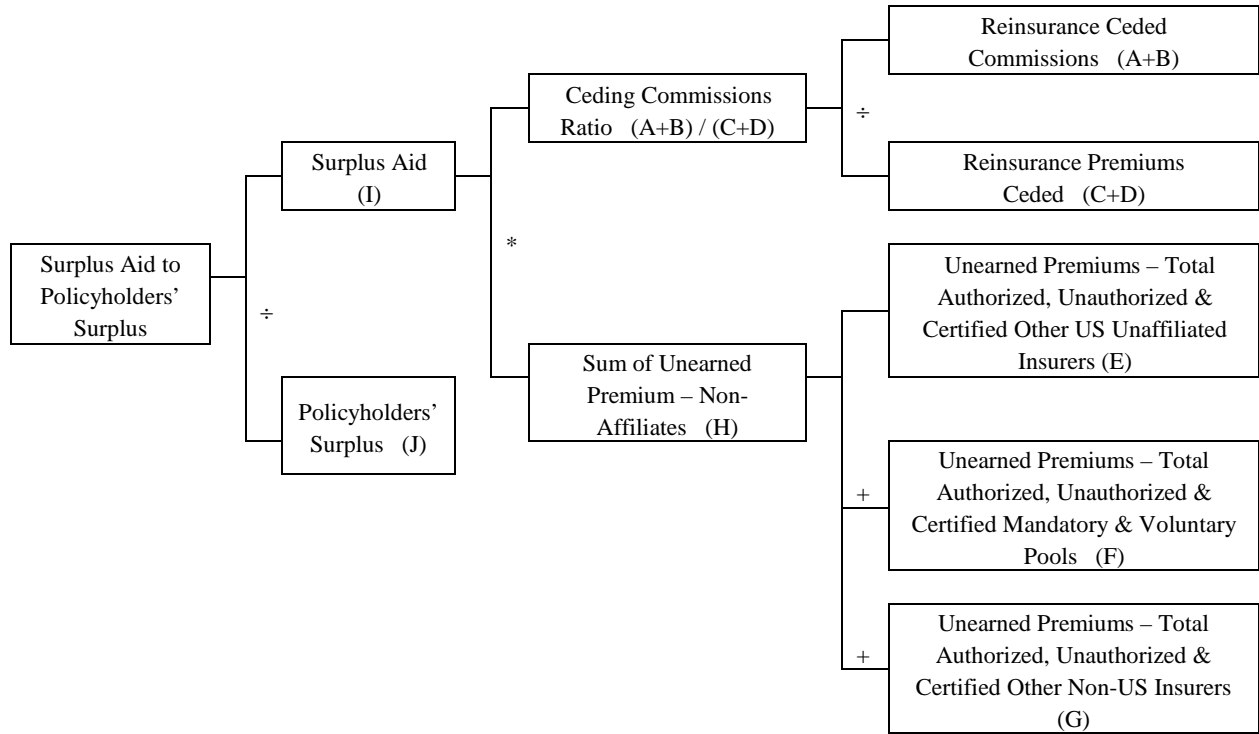 Surplus Aid to
Policyholders’
Surplus
÷
Surplus Aid
(I)
Policyholders’
Surplus (J)
*
Ceding Commissions
Ratio (A+B) / (C+D)
Sum of Unearned
Premium – Non-
Affiliates (H)
÷
Reinsurance Ceded
Commissions (A+B)
Reinsurance Premiums
Ceded (C+D)
Unearned Premiums – Total
Authorized, Unauthorized &
Certified Other US Unaffiliated
Insurers (E)
+
Unearned Premiums – Total
Authorized, Unauthorized &
Certified Mandatory & Voluntary
Pools (F)
+
Unearned Premiums – Total
Authorized, Unauthorized &
Certified Other Non-US Insurers
(G)